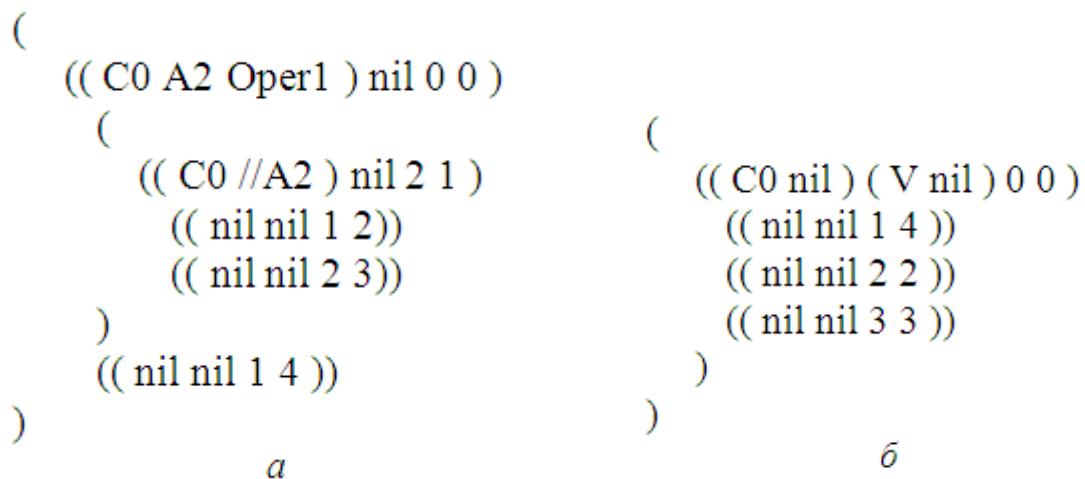 (
(( C0 A2 Oper1 ) nil 0 0 )
(
(( C0 //A2 ) nil 2 1 )
(( nil nil 1 2))
(( nil nil 2 3))
)
(( nil nil 1 4 ))
)
а
(
(( C0 nil ) ( V nil ) 0 0 )
(( nil nil 1 4 ))
(( nil nil 2 2 ))
(( nil nil 3 3 ))
)
)
б